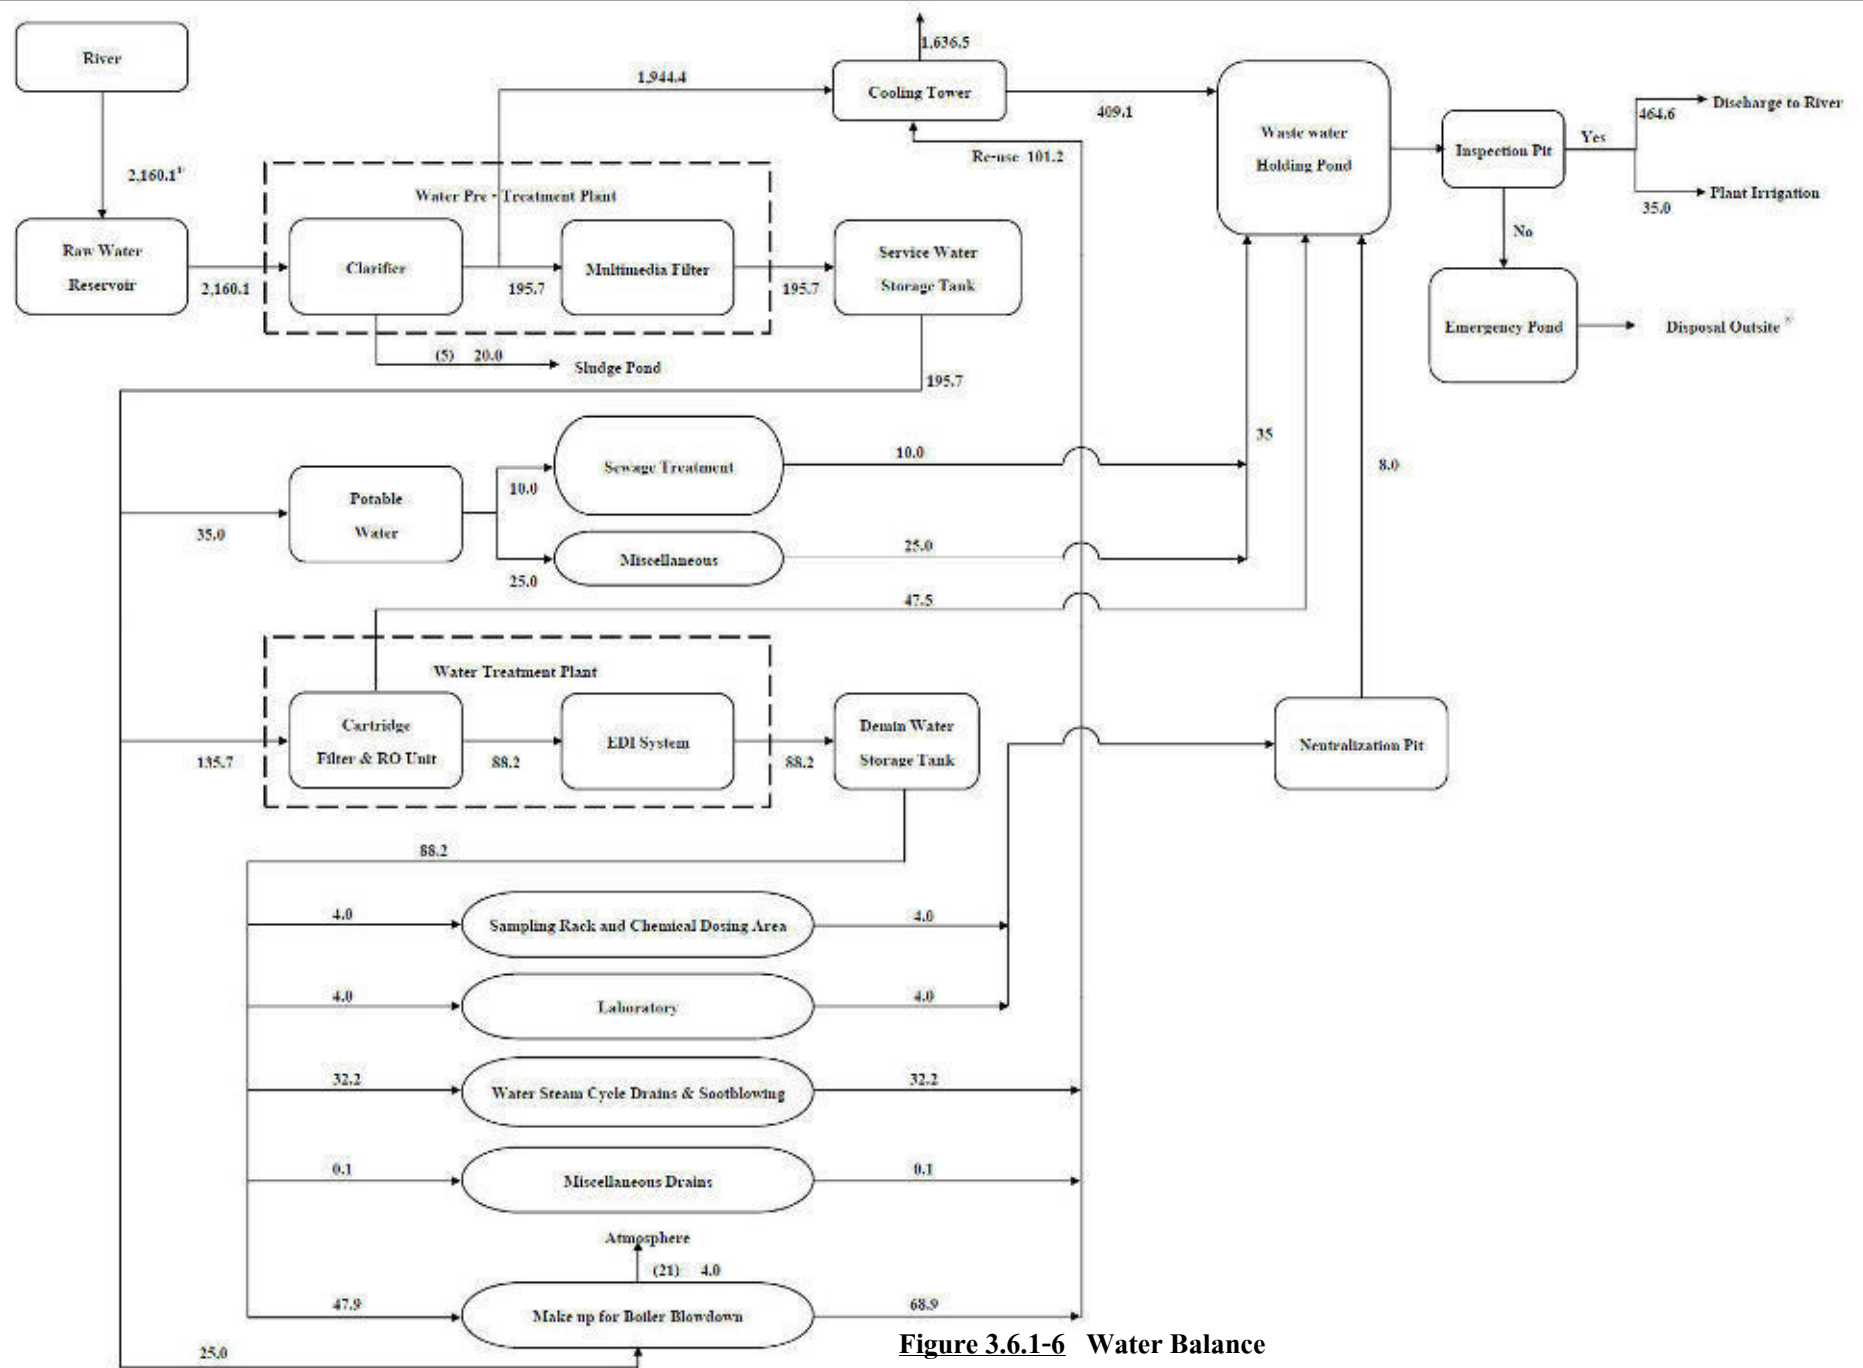 1,636.5
River
1,944.4
Cooling Tower
409.1
Waste water
Holding Pond
Inspection Pit
Yes
464.6
Discharge to River
Re-use 101.2
2,160.1
Water Pre - Treatment Plant
35.0
Plant Irrigation
No
Raw Water
Reservoir
2,160.1
Clarifier
195.7
Multimedia Filter
195.7
Service Water
Storage Tank
Emergency Pond
Disposal Outsite
(5) 20.0
Sludge Pond
195.7
35
8.0
Sewage Treatment
10.0
Potable
Water
35.0
10.0
25.0
Miscellaneous
25.0
47.5
Water Treatment Plant
Cartridge
Filter & RO Unit
135.7
88.2
EDI System
88.2
Demin Water
Storage Tank
Neutralization Pit
88.2
4.0
Sampling Rack and Chemical Dosing Area
4.0
4.0
Laboratory
4.0
32.2
Water Steam Cycle Drains & Sootblowing
32.2
0.1
Miscellaneous Drains
0.1
Atmosphere
(21) 4.0
47.9
Make up for Boiler Blowdown
68.9
25.0
Figure 3.6.1-6 Water Balance